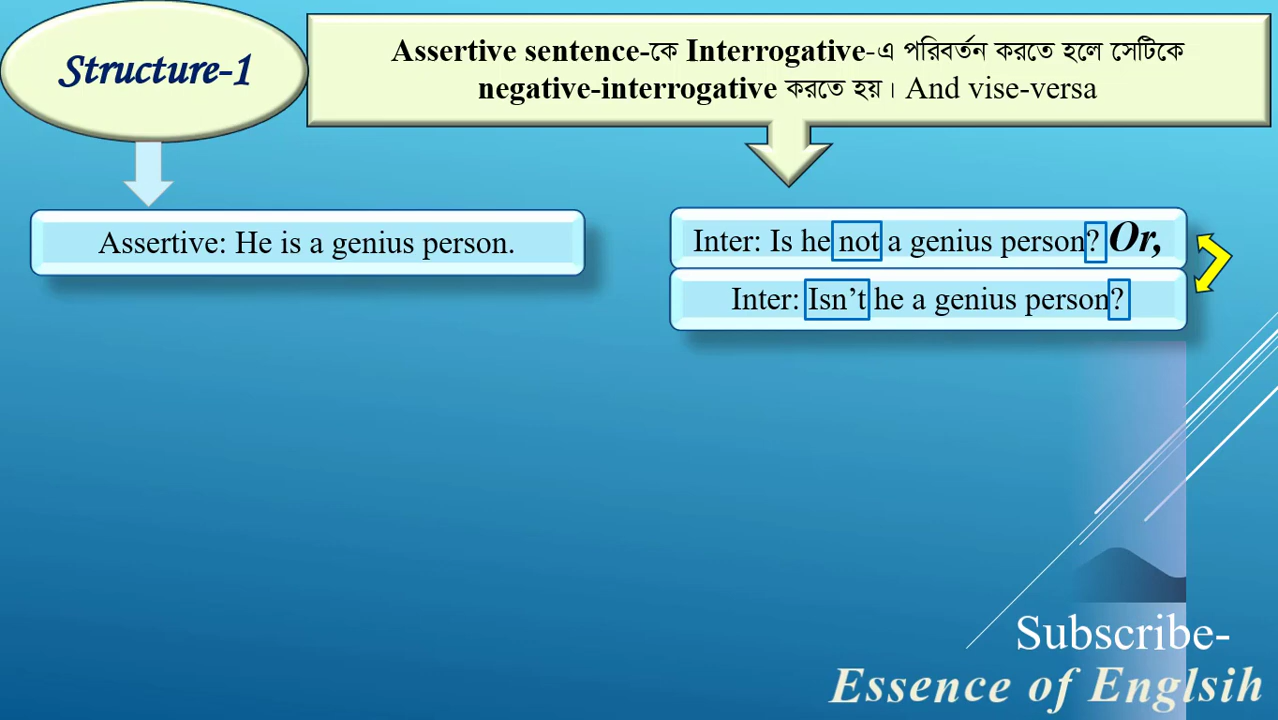 Structure-1
Assertive sentence-কে Interrogative-এ পরিবর্তন করতে হলে সেটিকে
negative-interrogative করতে হয়। And vise-versa
Assertive: He is a genius person.
Inter: Is he not a genius person? Or,
Inter: Isn’t he a genius person?
Subscribe-
Essence of Englsih